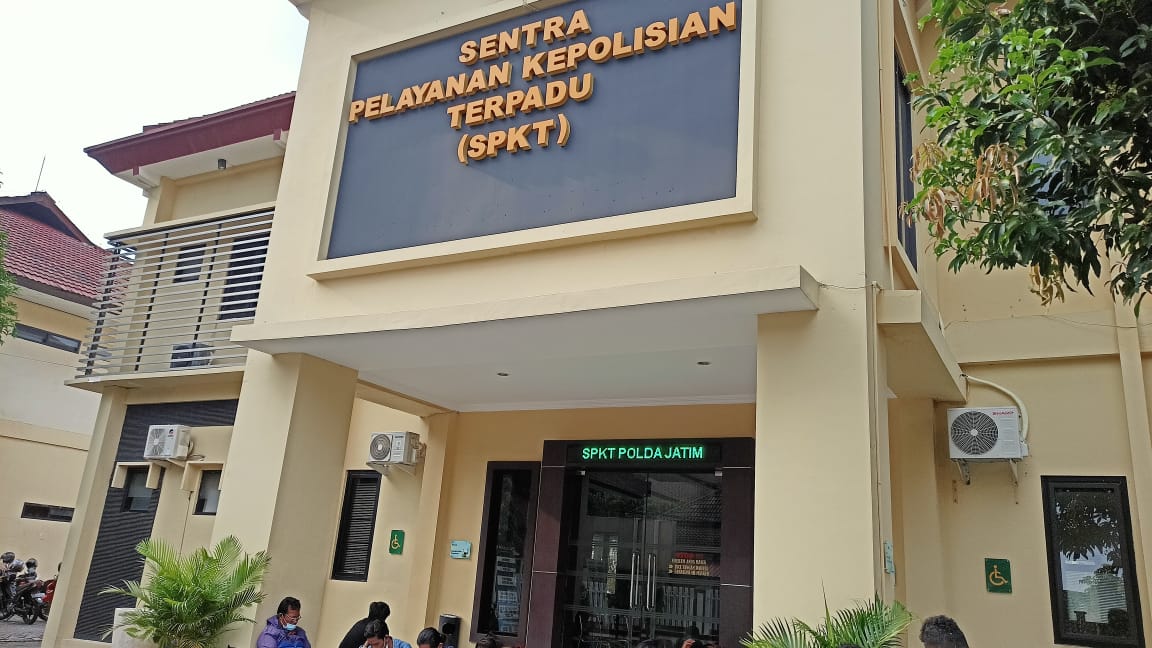 SENTRA
PELAYANAN KEPOLISIAN
TERPADU
(SPKT)
SPKT POLDA JATIM